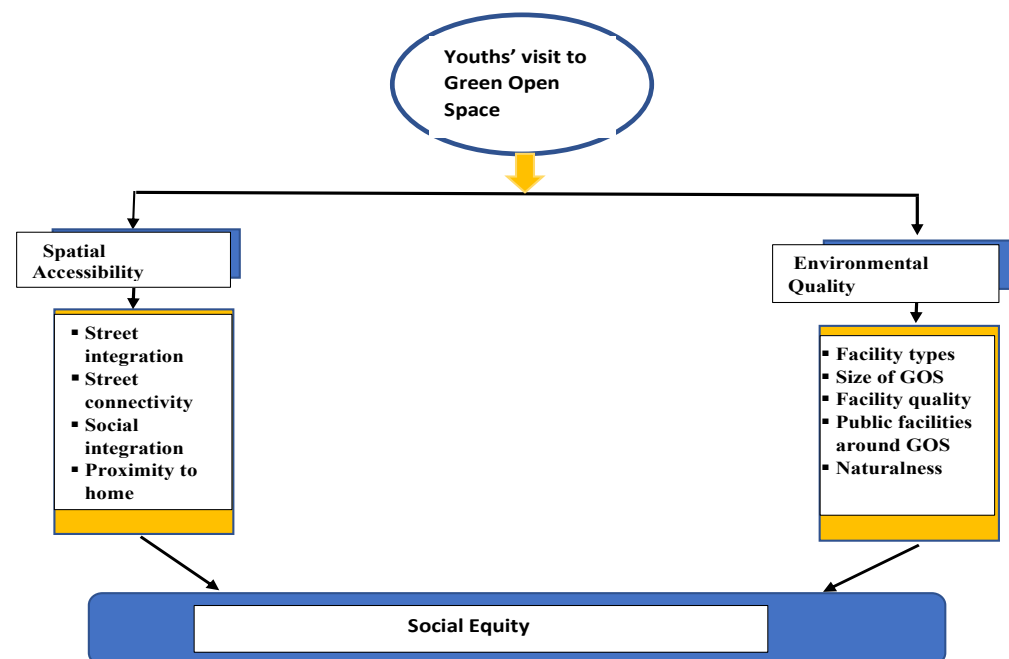 Youths’ visit to
Green Open
Space
Spatial
Accessibility
▪ Street
integration
▪ Street
connectivity
▪ Social
integration
▪ Proximity to
home
Environmental
Quality
▪ Facility types
▪ Size of GOS
▪ Facility quality
▪ Public facilities
around GOS
▪ Naturalness
Social Equity